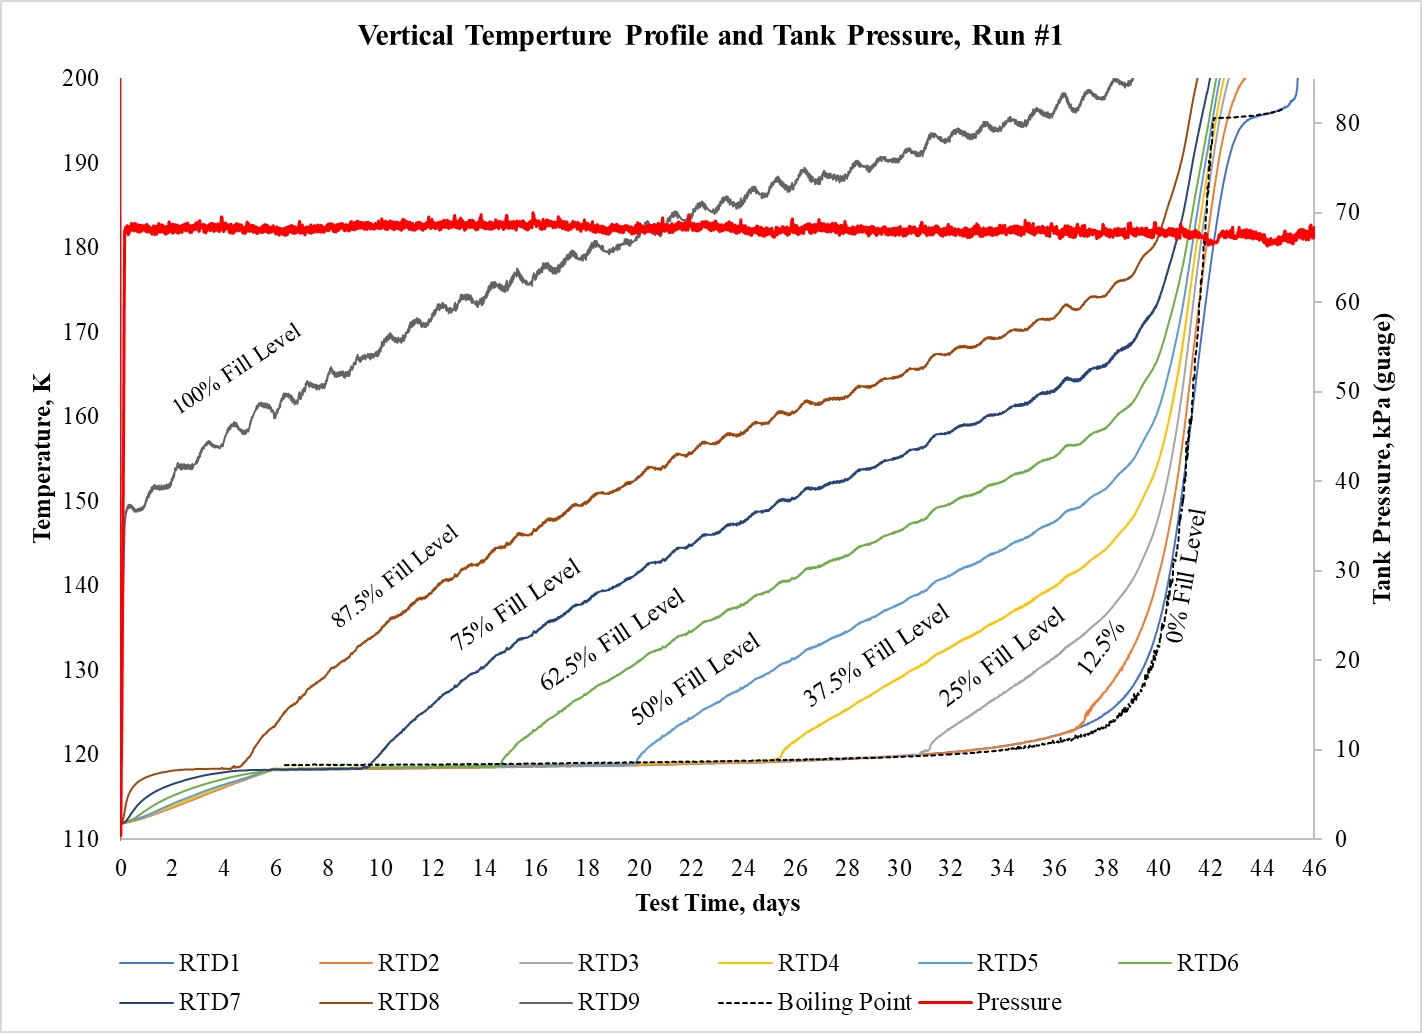 Vertical Temperture Profile and Tank Pressure, Run #1
Temperature, K
200
190
180
170
160
150
140
130
120
110
Tank Pressure, kPa (guage)
80
70
60
50
40
30
20
10
0
100% Fill Level
87.5% Fill Level
75% Fill Level
62.5% Fill Level
50% Fill Level
37.5% Fill Level
25% Fill Level
12.5%
0% Fill Level
0 2 4 6 8 10 12 14 16 18 20 22 24 26 28 30 32 34 36 38 40 42 44 46
Test Time, days
RTD1 RTD2 RTD3 RTD4 RTD5 RTD6
RTD7 RTD8 RTD9 Boiling Point Pressure